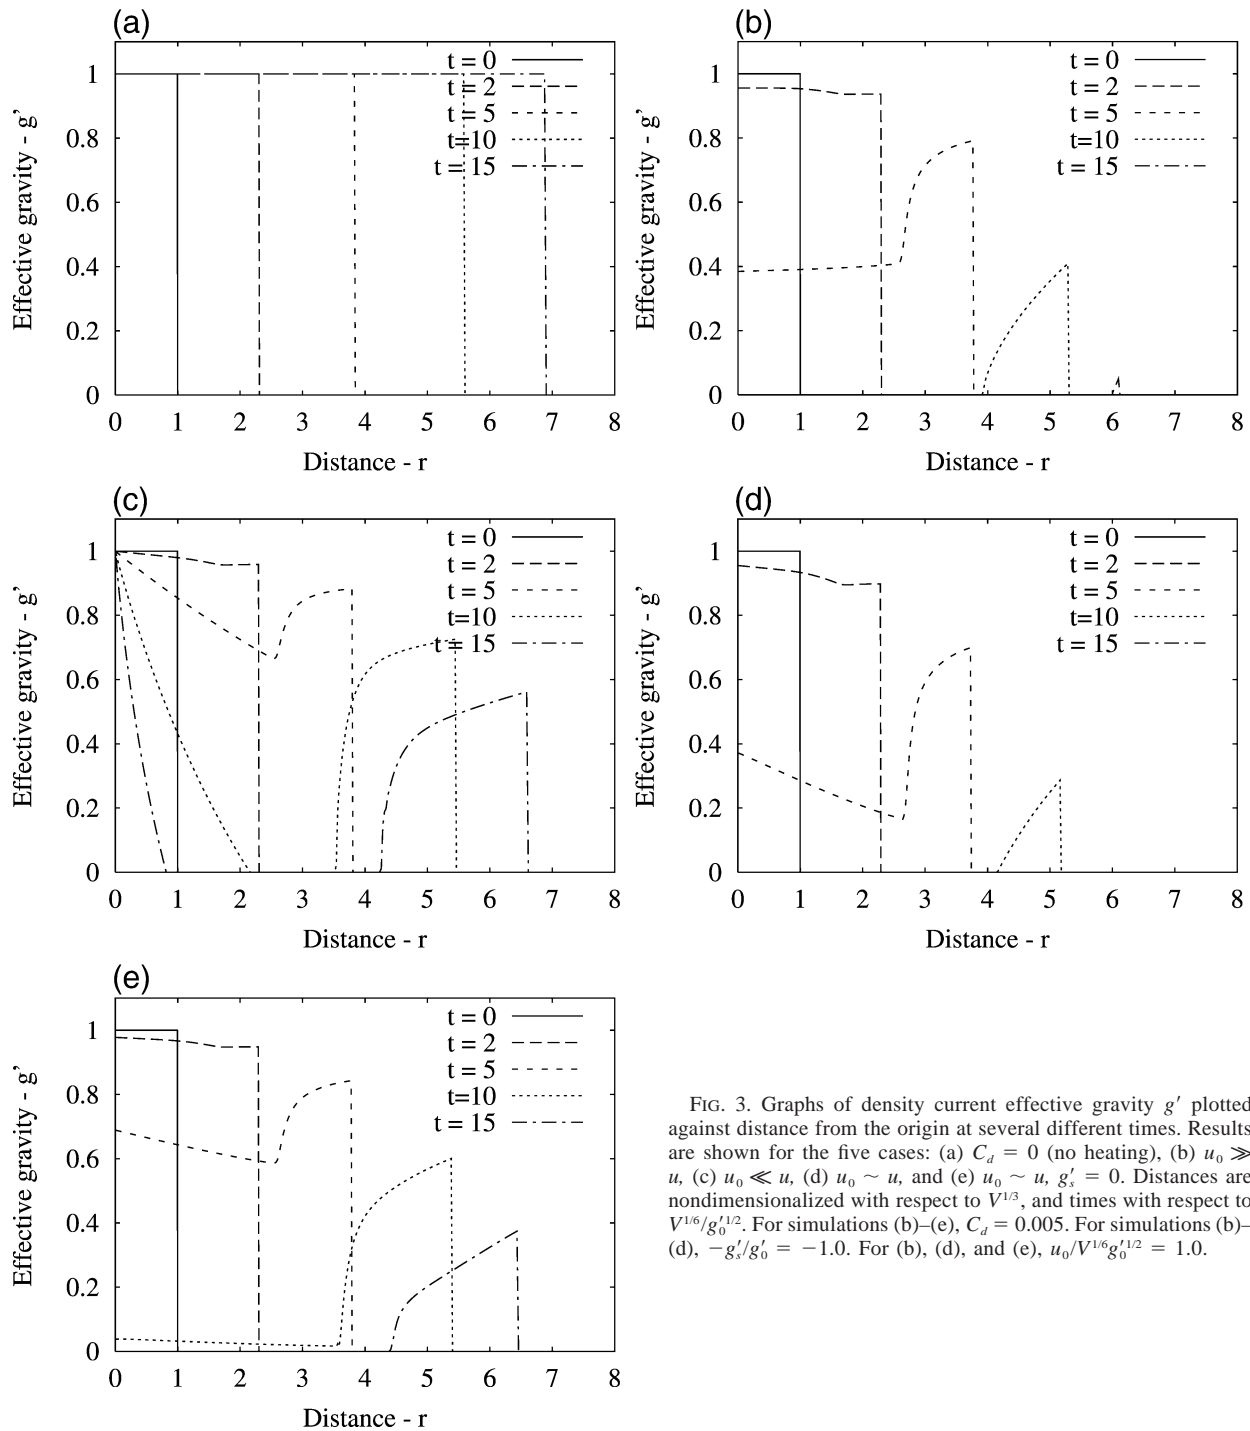 (a)
t = 0
t = 2
t = 5
t=10
t = 15
1
0.8
0.6
0.4
0.2
0
0 1 2 3 4 5 6 7 8
Effective gravity - g'
Distance - r
(b)
t = 0
t = 2
t = 5
t=10
t = 15
1
0.8
0.6
0.4
0.2
0
0 1 2 3 4 5 6 7 8
Effective gravity - g'
Distance - r
(c)
t = 0
t = 2
t = 5
t=10
t = 15
1
0.8
0.6
0.4
0.2
0
0 1 2 3 4 5 6 7 8
Effective gravity - g'
Distance - r
(d)
t = 0
t = 2
t = 5
t=10
t = 15
1
0.8
0.6
0.4
0.2
0
0 1 2 3 4 5 6 7 8
Effective gravity - g'
Distance - r
(e)
t = 0
t = 2
t = 5
t=10
t = 15
1
0.8
0.6
0.4
0.2
0
0 1 2 3 4 5 6 7 8
Effective gravity - g'
Distance - r
FIG. 3. Graphs of density current effective gravity g′ plotted
against distance from the origin at several different times. Results
are shown for the five cases: (a) C_d = 0 (no heating), (b) u_0 ≫
u, (c) u_0 ≪ u, (d) u_0 ~ u, and (e) u_0 ~ u, g′_s = 0. Distances are
nondimensionalized with respect to V^{1/3}, and times with respect to
V^{1/6}/g′_0^{1/2}. For simulations (b)–(e), C_d = 0.005. For simulations (b)–
(d), −g′_s/g′_0 = −1.0. For (b), (d), and (e), u_0/V^{1/6}g′_0^{1/2} = 1.0.